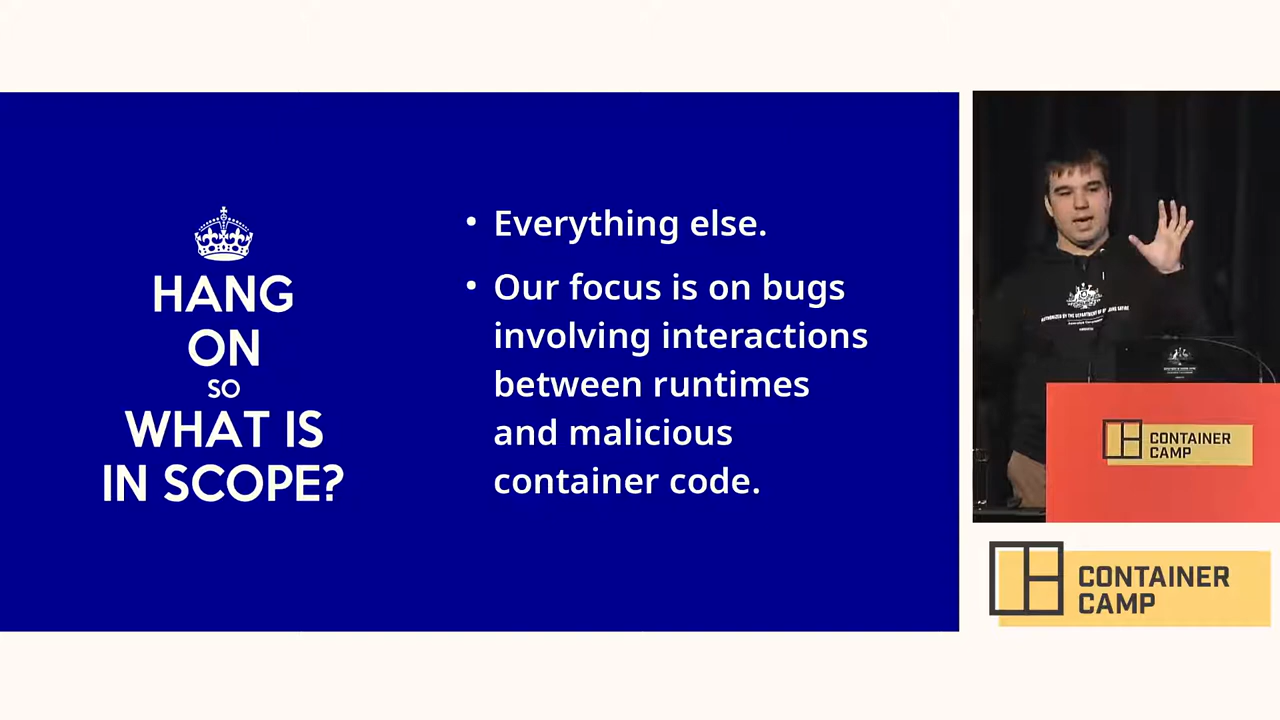 HANG
ON
SO
WHAT IS
IN SCOPE?
• Everything else.
• Our focus is on bugs
involving interactions
between runtimes
and malicious
container code.
CONTAINER
CAMP
CONTAINER
CAMP